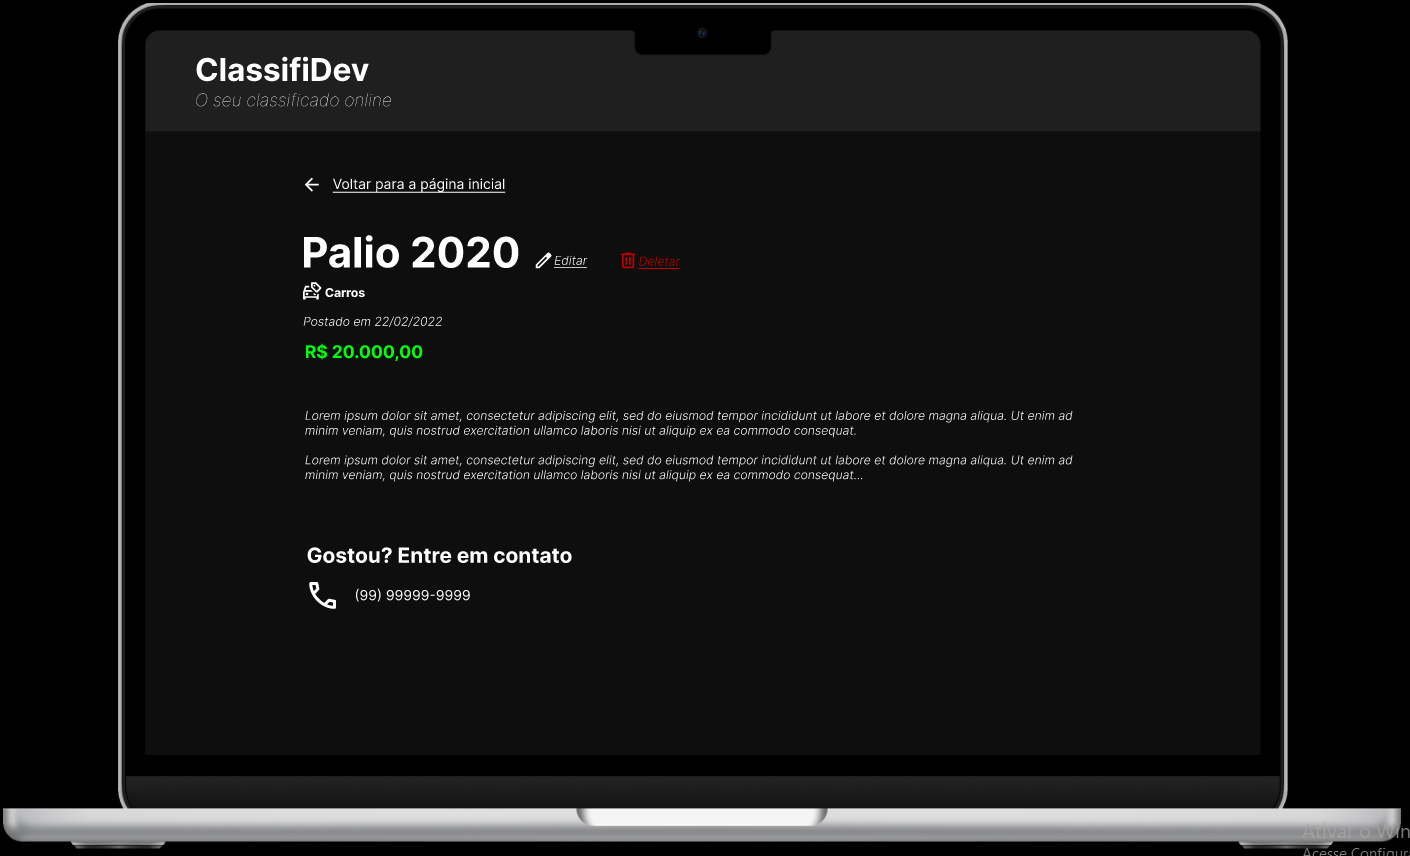 ClassifiDev
O seu classificado online
Voltar para a página inicial
Palio 2020 Editar Deletar
Carros
Postado em 22/02/2022
R$ 20.000,00
Lorem ipsum dolor sit amet, consectetur adipiscing elit, sed do eiusmod tempor incididunt ut labore et dolore magna aliqua. Ut enim ad
minim veniam, quis nostrud exercitation ullamco laboris nisi ut aliquip ex ea commodo consequat.
Lorem ipsum dolor sit amet, consectetur adipiscing elit, sed do eiusmod tempor incididunt ut labore et dolore magna aliqua. Ut enim ad
minim veniam, quis nostrud exercitation ullamco laboris nisi ut aliquip ex ea commodo consequat...
Gostou? Entre em contato
(99) 99999-9999
Ativar o Win
Acesse Configur